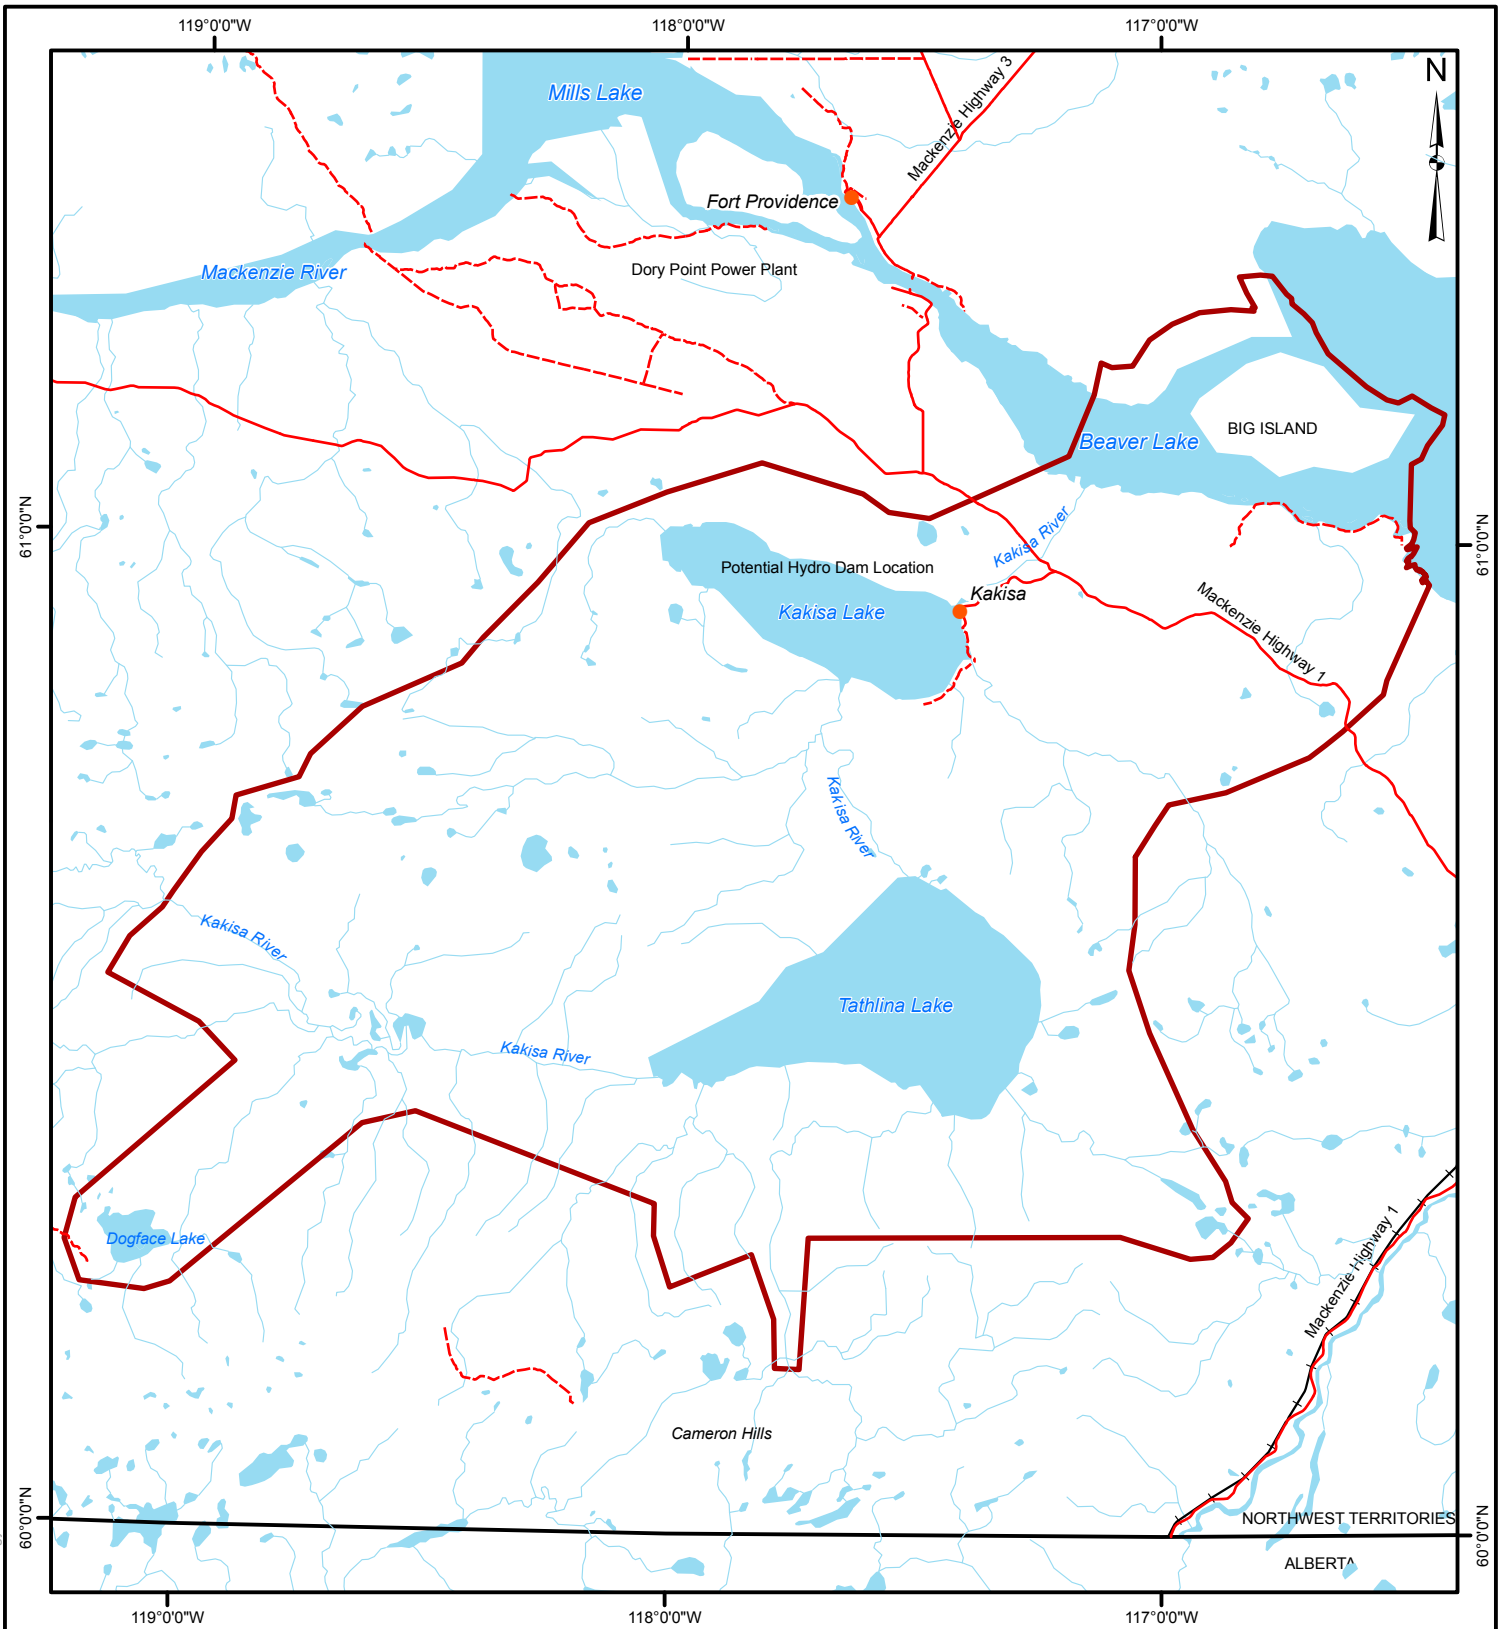 119°0'0"W
118°0'0"W
117°0'0"W
N
Mills Lake
Mackenzie Highway 3
Fort Providence
Mackenzie River
Dory Point Power Plant
BIG ISLAND
Beaver Lake
61°0'0"N
61°0'0"N
Kakisa River
Potential Hydro Dam Location
Kakisa
Kakisa Lake
Mackenzie Highway 1
Kakisa River
Kakisa River
Tathlina Lake
Kakisa River
Dogface Lake
Mackenzie Highway 1
Cameron Hills
60°0'0"N
60°0'0"N
NORTHWEST TERRITORIES
ALBERTA
119°0'0"W
118°0'0"W
117°0'0"W